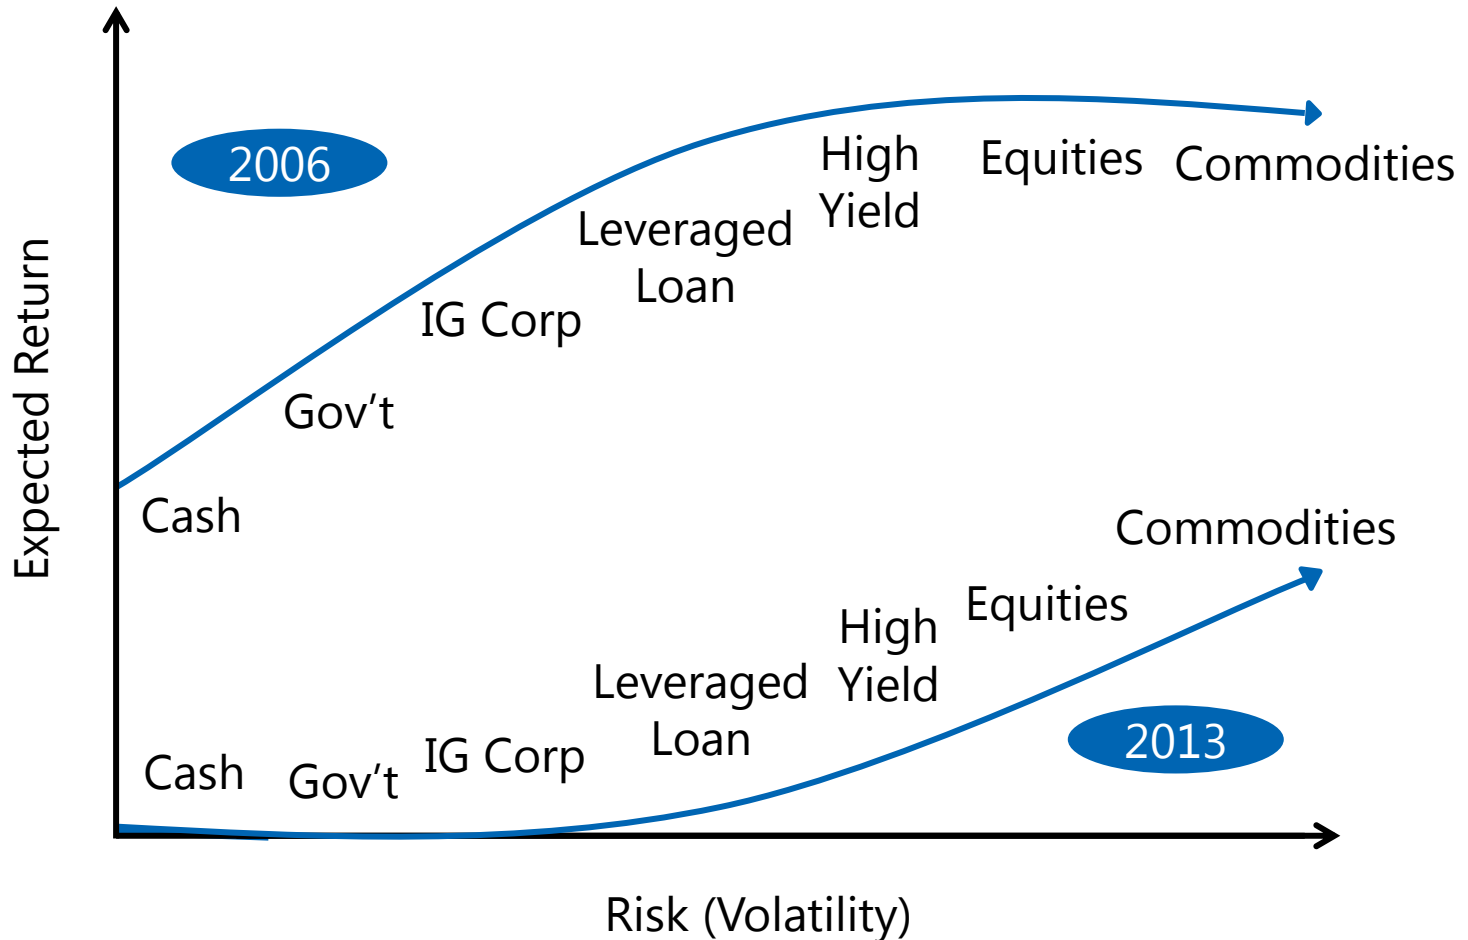 2006
High
Yield
Equities
Commodities
Leveraged
Loan
IG Corp
Gov’t
Cash
Expected Return
Commodities
Equities
High
Yield
Leveraged
Loan
IG Corp
Gov’t
Cash
2013
Risk (Volatility)